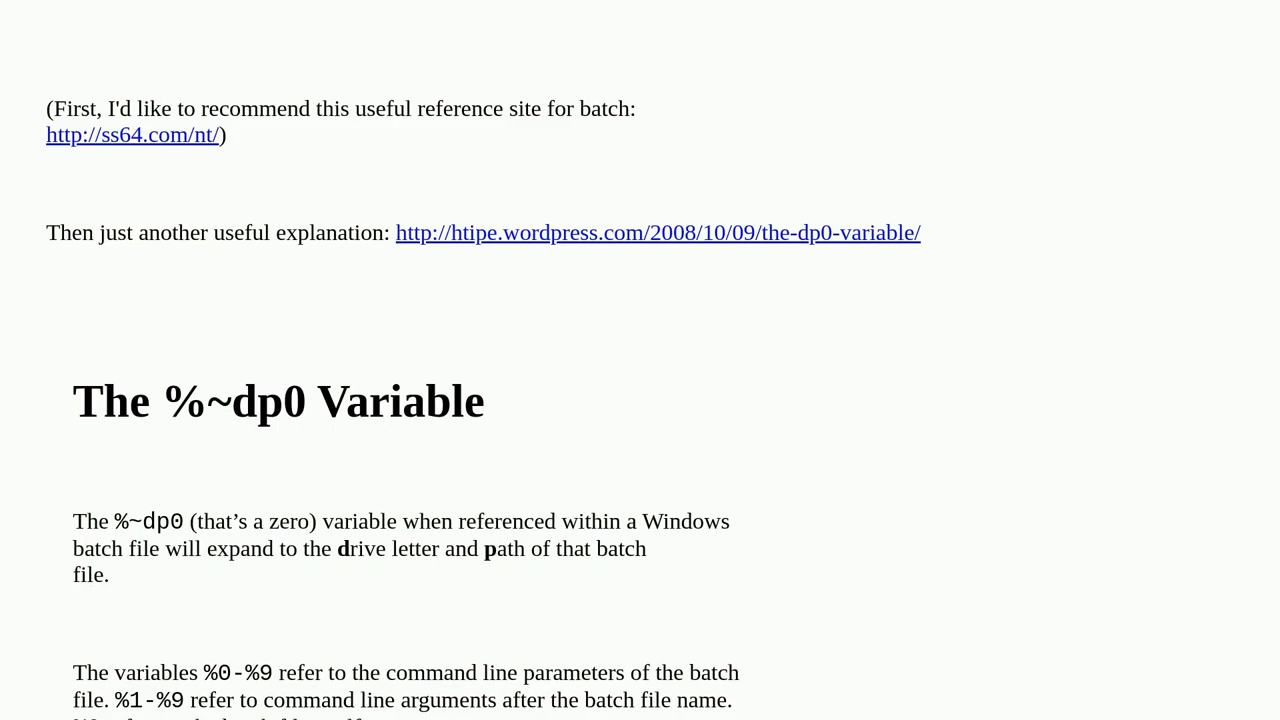 (First, I'd like to recommend this useful reference site for batch:
http://ss64.com/nt/)
Then just another useful explanation: http://htipe.wordpress.com/2008/10/09/the-dp0-variable/
The %~dp0 Variable
The %~dp0 (that’s a zero) variable when referenced within a Windows
batch file will expand to the drive letter and path of that batch
file.
The variables %0-%9 refer to the command line parameters of the batch
file. %1-%9 refer to command line arguments after the batch file name.